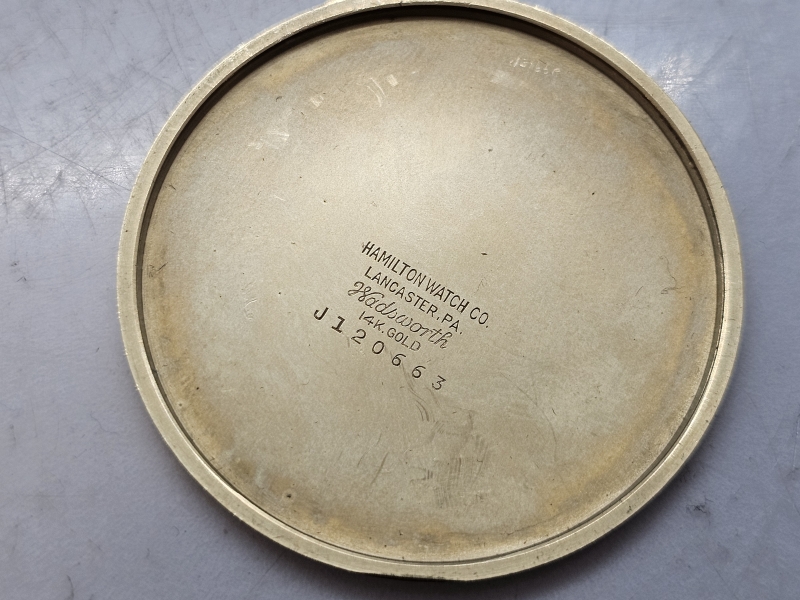 HAMILTON WATCH CO.
LANCASTER, PA.
Wadsworth
14K. GOLD
J120663